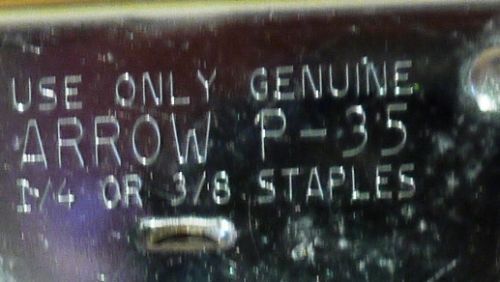 USE ONLY GENUINE
ARROW P-35
1/4 OR 3/8 STAPLES